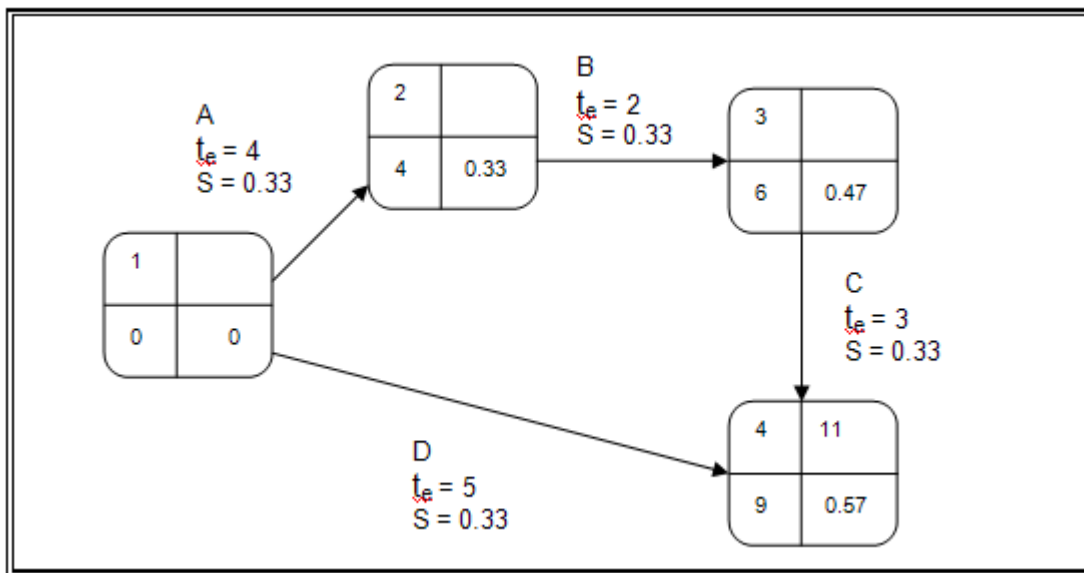 A
te = 4
S = 0.33
2
4 0.33
B
te = 2
S = 0.33
3
6 0.47
1
0 0
C
te = 3
S = 0.33
D
te = 5
S = 0.33
4 11
9 0.57